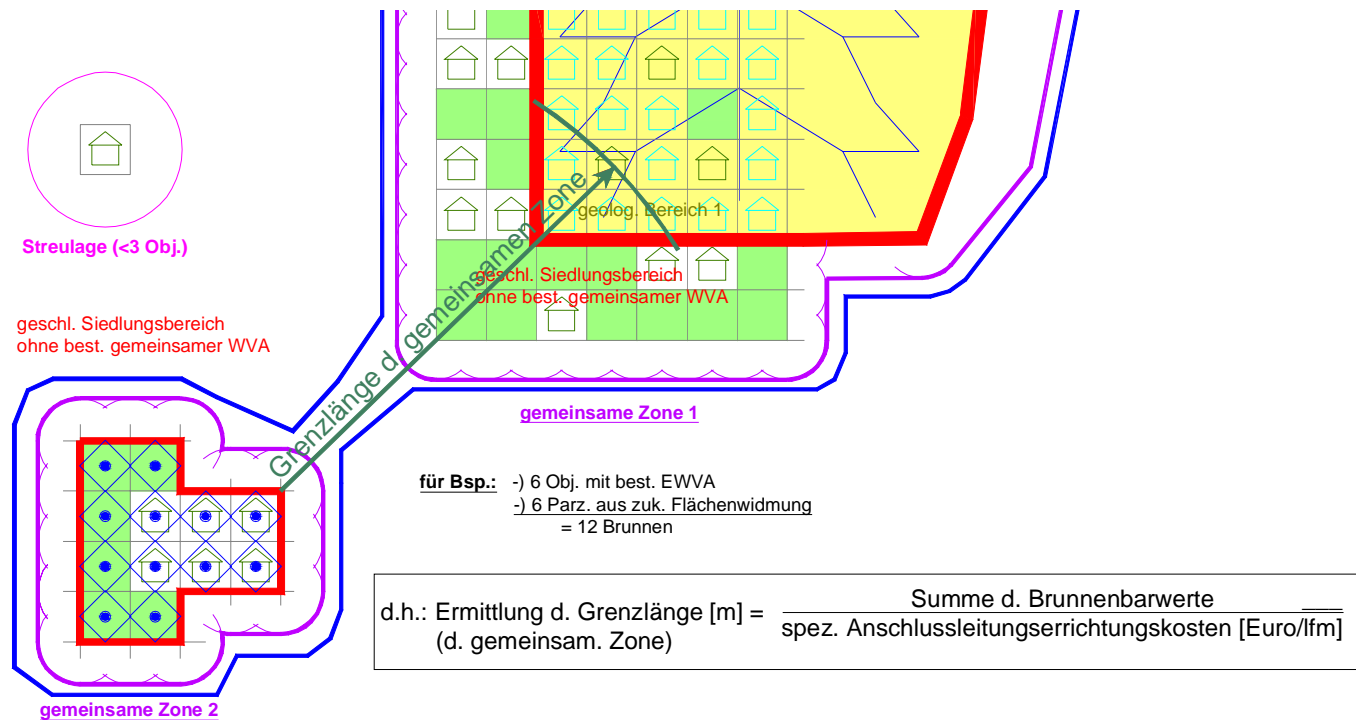 geolog. Bereich 1
Streulage (<3 Obj.)
geschl. Siedlungsbereich
ohne best. gemeinsamer WVA
geschl. Siedlungsbereich
ohne best. gemeinsamer WVA
Grenzlänge d. gemeinsamen Zone
gemeinsame Zone 1
für Bsp.: -) 6 Obj. mit best. EWVA
-) 6 Parz. aus zuk. Flächenwidmung
= 12 Brunnen
d.h.: Ermittlung d. Grenzlänge [m] = Summe d. Brunnenbarwerte
(d. gemeinsam. Zone) spez. Anschlussleitungserrichtungskosten [Euro/lfm]
gemeinsame Zone 2